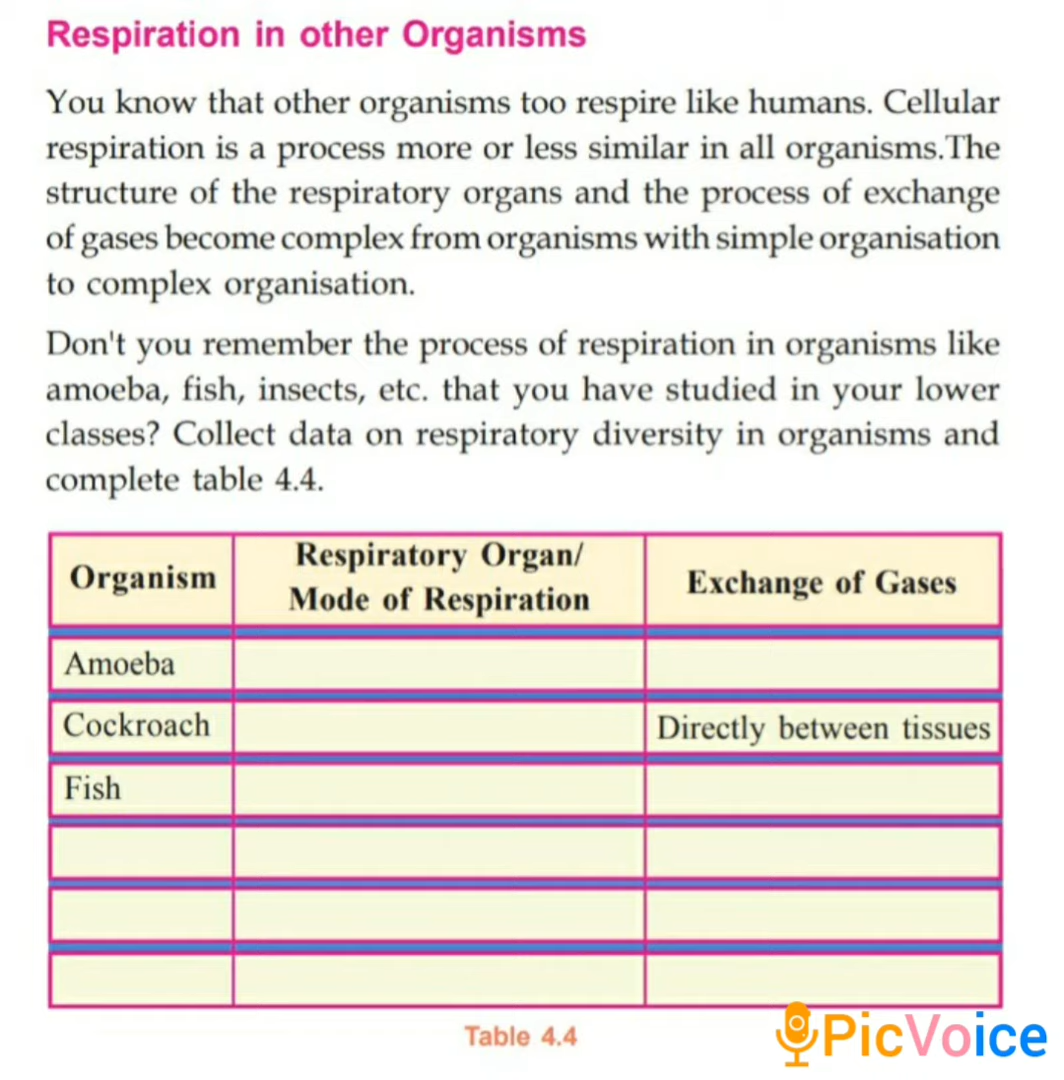 Respiration in other Organisms
You know that other organisms too respire like humans. Cellular
respiration is a process more or less similar in all organisms.The
structure of the respiratory organs and the process of exchange
of gases become complex from organisms with simple organisation
to complex organisation.
Don't you remember the process of respiration in organisms like
amoeba, fish, insects, etc. that you have studied in your lower
classes? Collect data on respiratory diversity in organisms and
complete table 4.4.
Organism
Respiratory Organ/
Mode of Respiration
Exchange of Gases
Amoeba
Cockroach
Directly between tissues
Fish
Table 4.4
PicVoice